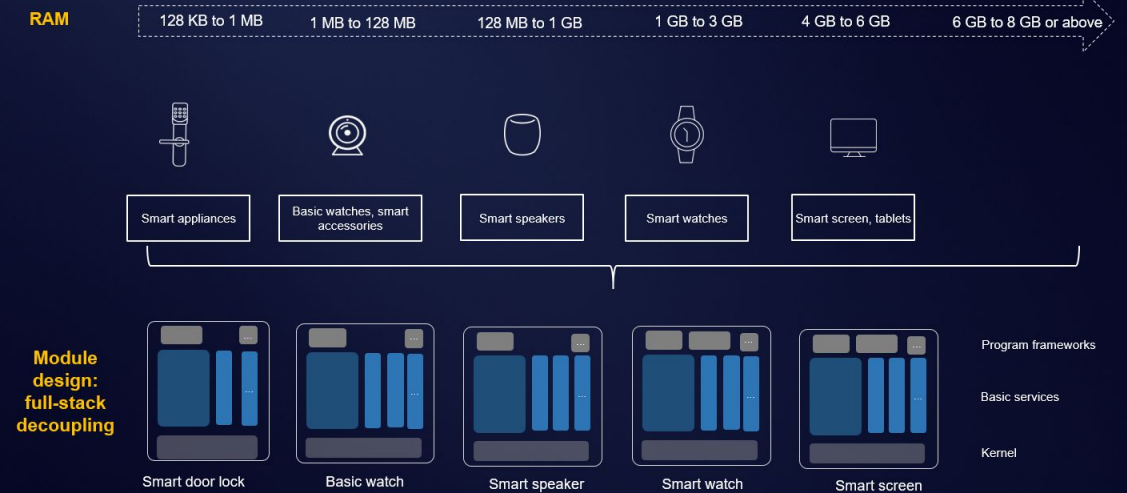 RAM
128 KB to 1 MB
1 MB to 128 MB
128 MB to 1 GB
1 GB to 3 GB
4 GB to 6 GB
6 GB to 8 GB or above
Smart appliances
Basic watches, smart
accessories
Smart speakers
Smart watches
Smart screen, tablets
Module
design:
full-stack
decoupling
...
...
...
...
...
...
...
...
...
...
Program frameworks
Basic services
Kernel
Smart door lock
Basic watch
Smart speaker
Smart watch
Smart screen